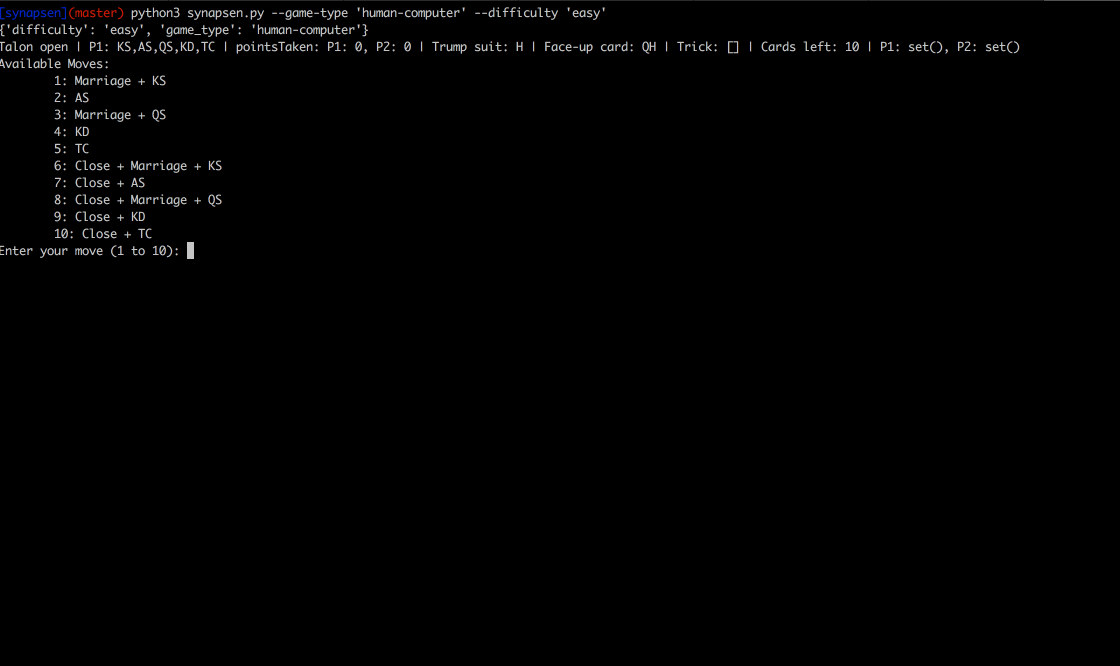 [synapsen](master) python3 synapsen.py --game-type 'human-computer' --difficulty 'easy'
{'difficulty': 'easy', 'game_type': 'human-computer'}
Talon open | P1: KS,AS,QS,KD,TC | pointsTaken: P1: 0, P2: 0 | Trump suit: H | Face-up card: QH | Trick: [] | Cards left: 10 | P1: set(), P2: set()
Available Moves:
1: Marriage + KS
2: AS
3: Marriage + QS
4: KD
5: TC
6: Close + Marriage + KS
7: Close + AS
8: Close + Marriage + QS
9: Close + KD
10: Close + TC
Enter your move (1 to 10):